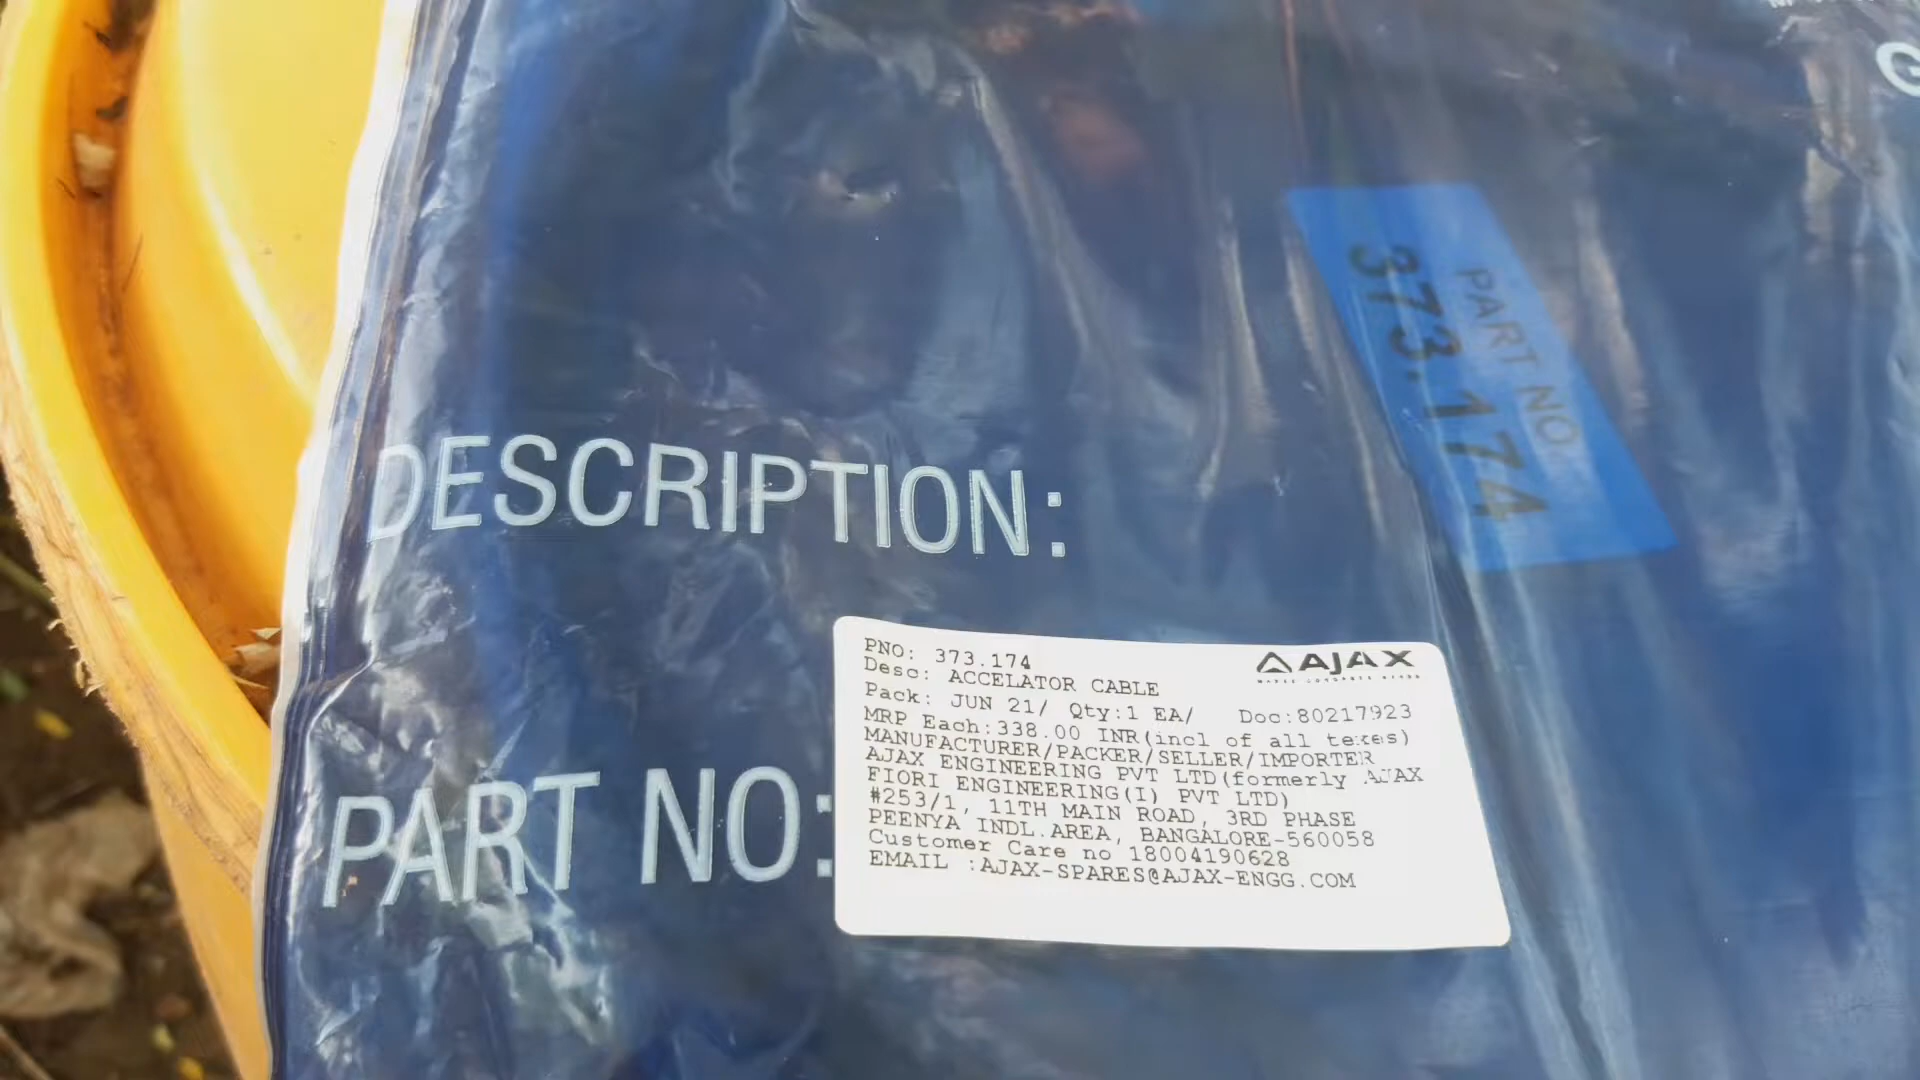 G
PART NO.
373.174
DESCRIPTION:
PART NO:
AJAX
PNO: 373.174
Desc: ACCELATOR CABLE
Pack: JUN 21/ Qty:1 EA/ Doc:80217923
MRP Each:338.00 INR(incl of all texes)
MANUFACTURER/PACKER/SELLER/IMPORTER
AJAX ENGINEERING PVT LTD(formerly AJAX
FIORI ENGINEERING(I) PVT LTD)
#253/1, 11TH MAIN ROAD, 3RD PHASE
PEENYA INDL.AREA, BANGALORE-560058
Customer Care no 18004190628
EMAIL :AJAX-SPARES@AJAX-ENGG.COM